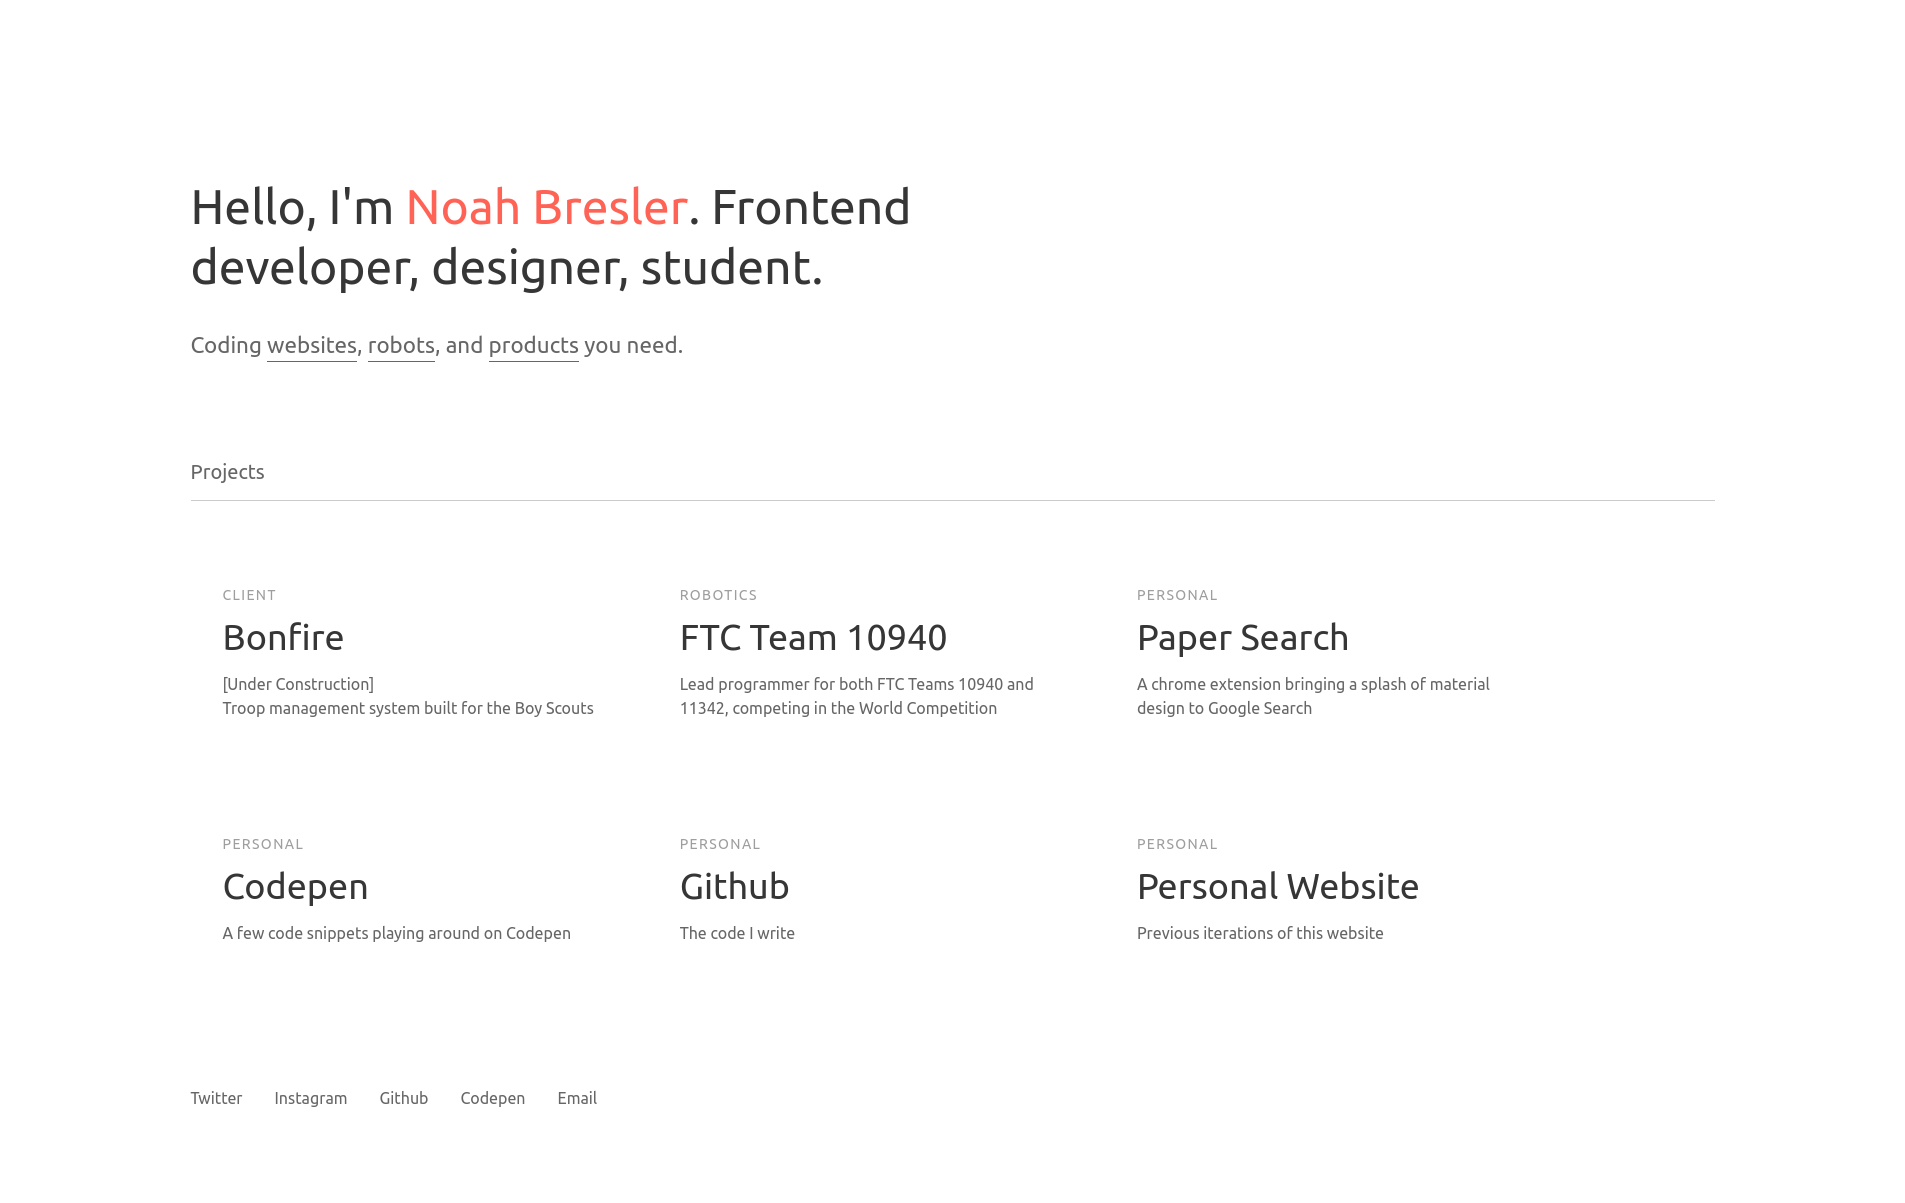 Hello, I'm Noah Bresler. Frontend
developer, designer, student.
Coding websites, robots, and products you need.
Projects
CLIENT
Bonfire
[Under Construction]
Troop management system built for the Boy Scouts
ROBOTICS
FTC Team 10940
Lead programmer for both FTC Teams 10940 and
11342, competing in the World Competition
PERSONAL
Paper Search
A chrome extension bringing a splash of material
design to Google Search
PERSONAL
Codepen
A few code snippets playing around on Codepen
PERSONAL
Github
The code I write
PERSONAL
Personal Website
Previous iterations of this website
Twitter Instagram Github Codepen Email